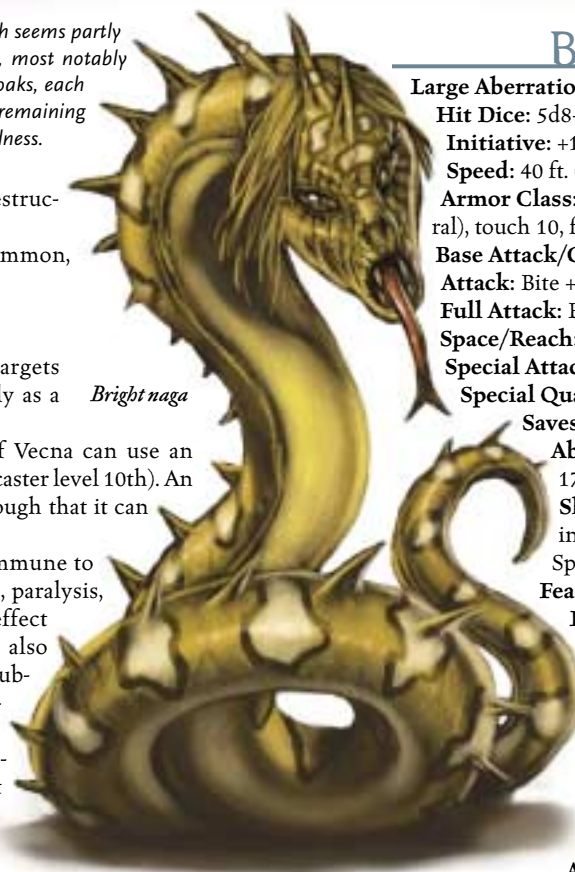 h seems partly
, most notably
oaks, each
remaining
lness.
estruc-
ommon,
argets
ly as a
f Vecna can use an
caster level 10th). An
ough that it can
mmune to
, paralysis,
effect
also
ub-
-
Bright naga
B
Large Aberratio
Hit Dice: 5d8
Initiative: +1
Speed: 40 ft.
Armor Class:
ral), touch 10, f
Base Attack/
Attack: Bite +
Full Attack:
Space/Reach:
Special Attac
Special Qua
Saves
Ab
17
Sk
in
Sp
Fea